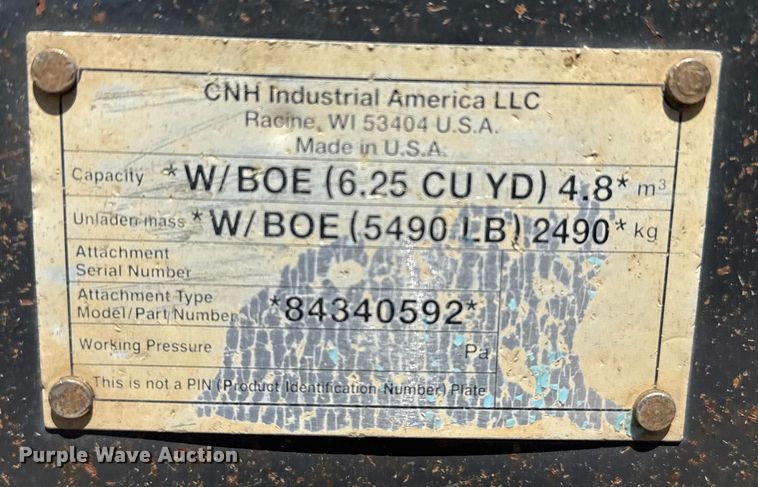 CNH Industrial America LLC
Racine, WI 53404 U.S.A.
Made in U.S.A.
Capacity *W/BOE (6.25 CU YD) 4.8* m³
Unladen mass *W/BOE (5490 LB) 2490* kg
Attachment
Serial Number
Attachment Type
Model/Part Number *84340592*
Working Pressure Pa
This is not a PIN (Product Identification Number) Plate
Purple Wave Auction